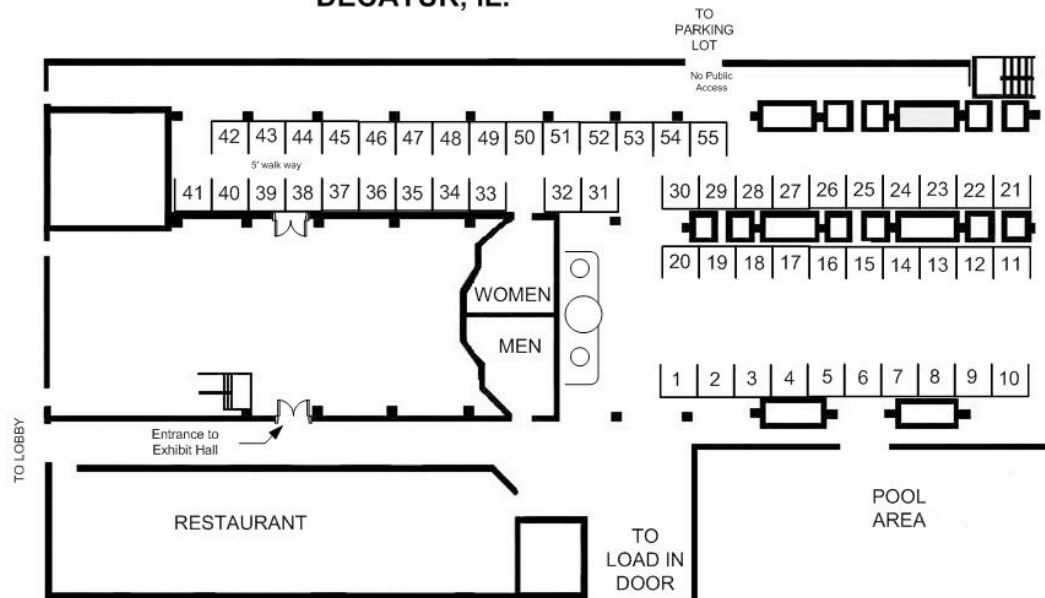 DECATUR, IL.
TO
PARKING
LOT
No Public
Access
42 43 44 45 46 47 48 49 50 51 52 53 54 55
5' walk way
41 40 39 38 37 36 35 34 33 32 31 30 29 28 27 26 25 24 23 22 21
20 19 18 17 16 15 14 13 12 11
WOMEN
MEN
1 2 3 4 5 6 7 8 9 10
Entrance to
Exhibit Hall
TO LOBBY
RESTAURANT
POOL
AREA
TO
LOAD IN
DOOR